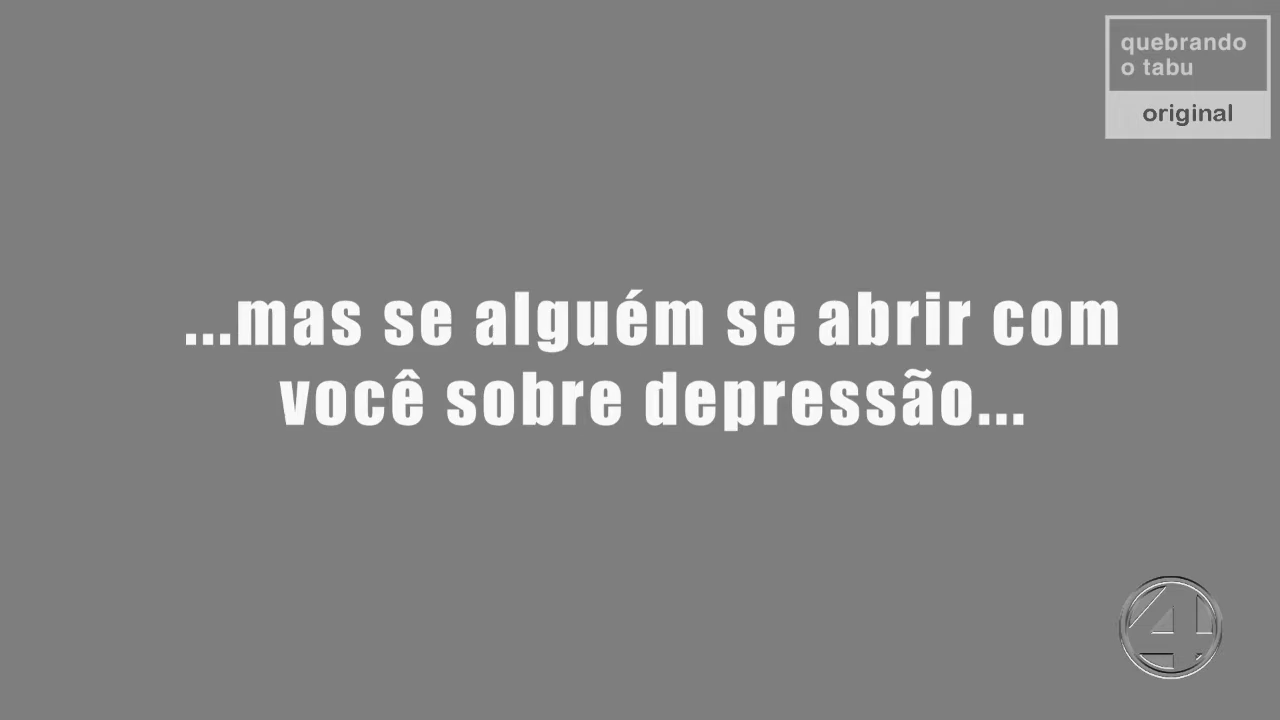 quebrando
o tabu
original
...mas se alguém se abrir com
você sobre depressão...
4